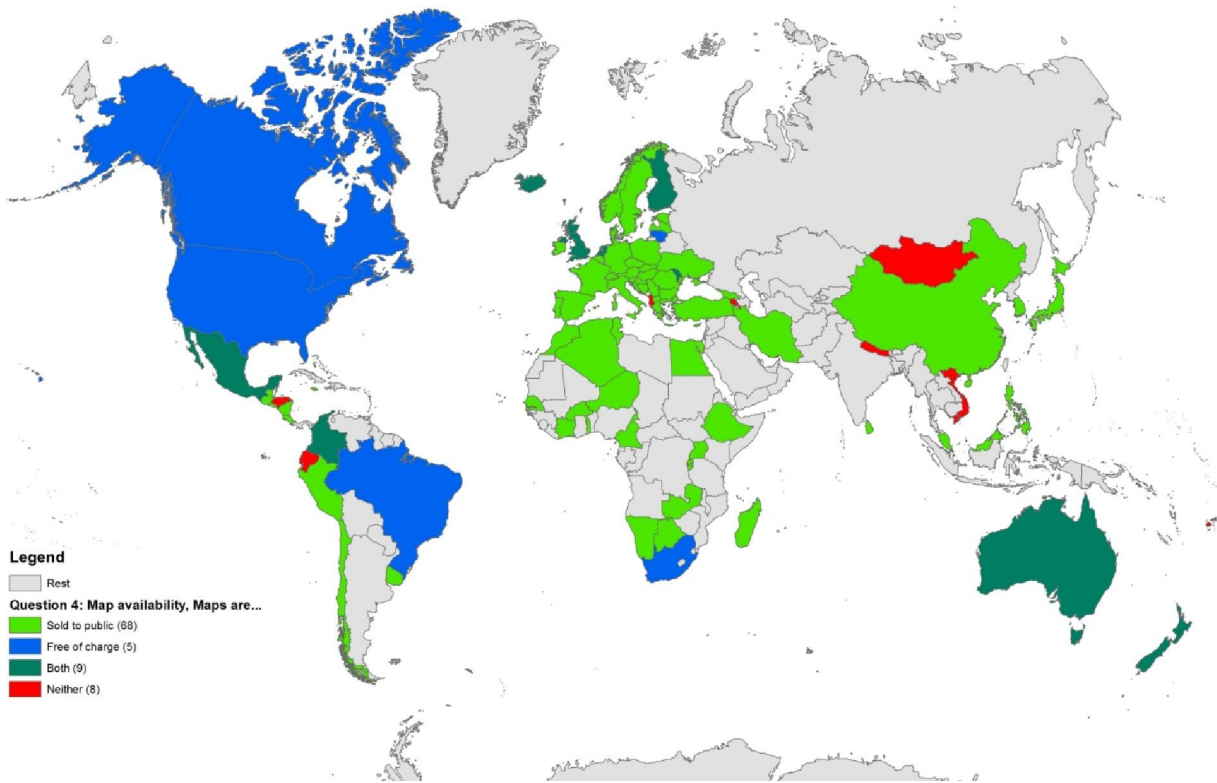 Legend
Rest
Question 4: Map availability, Maps are...
Sold to public (68)
Free of charge (5)
Both (9)
Neither (8)